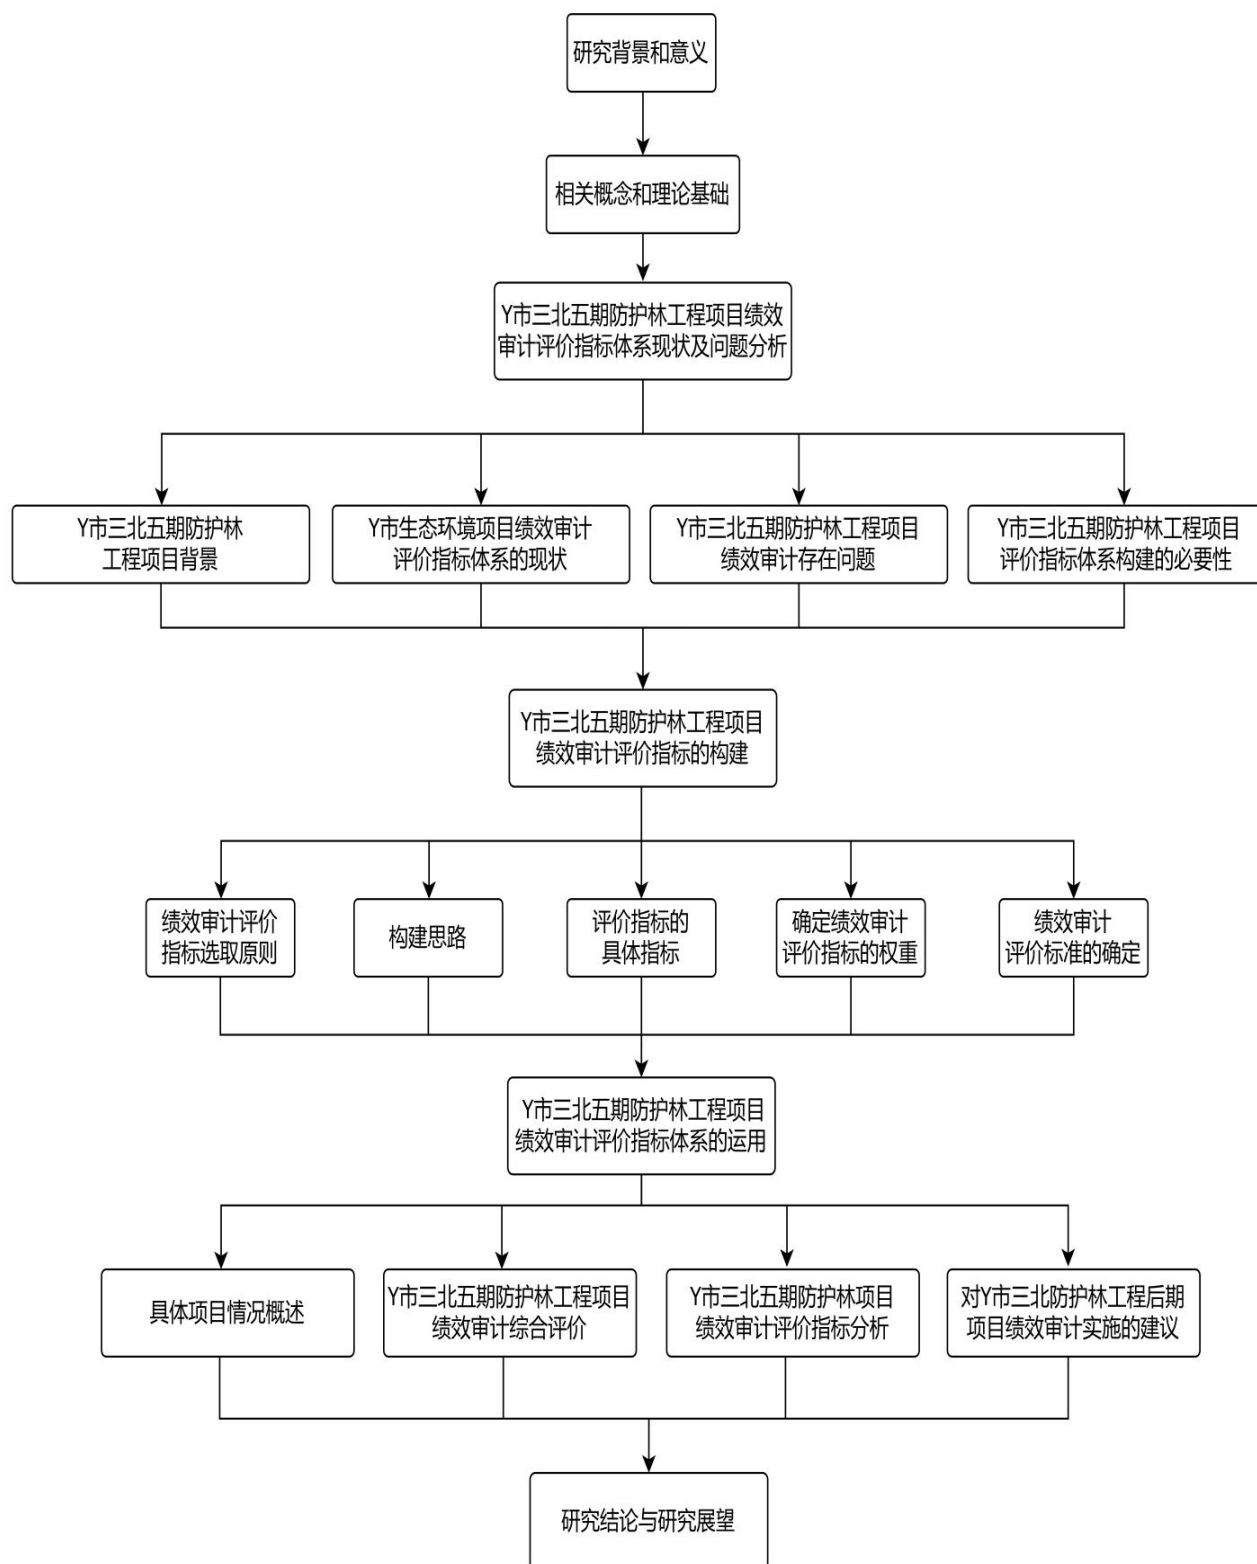 研究背景和意义
相关概念和理论基础
Y市三北五期防护林工程项目绩效
审计评价指标体系现状及问题分析
Y市三北五期防护林
工程项目背景
Y市生态环境项目绩效审计
评价指标体系的现状
Y市三北五期防护林工程项目
绩效审计存在问题
Y市三北五期防护林工程项目
评价指标体系构建的必要性
Y市三北五期防护林工程项目
绩效审计评价指标的构建
绩效审计评价
指标选取原则
构建思路
评价指标的
具体指标
确定绩效审计
评价指标的权重
绩效审计
评价标准的确定
Y市三北五期防护林工程项目
绩效审计评价指标体系的运用
具体项目情况概述
Y市三北五期防护林工程项目
绩效审计综合评价
Y市三北五期防护林项目
绩效审计评价指标分析
对Y市三北防护林工程后期
项目绩效审计实施的建议
研究结论与研究展望